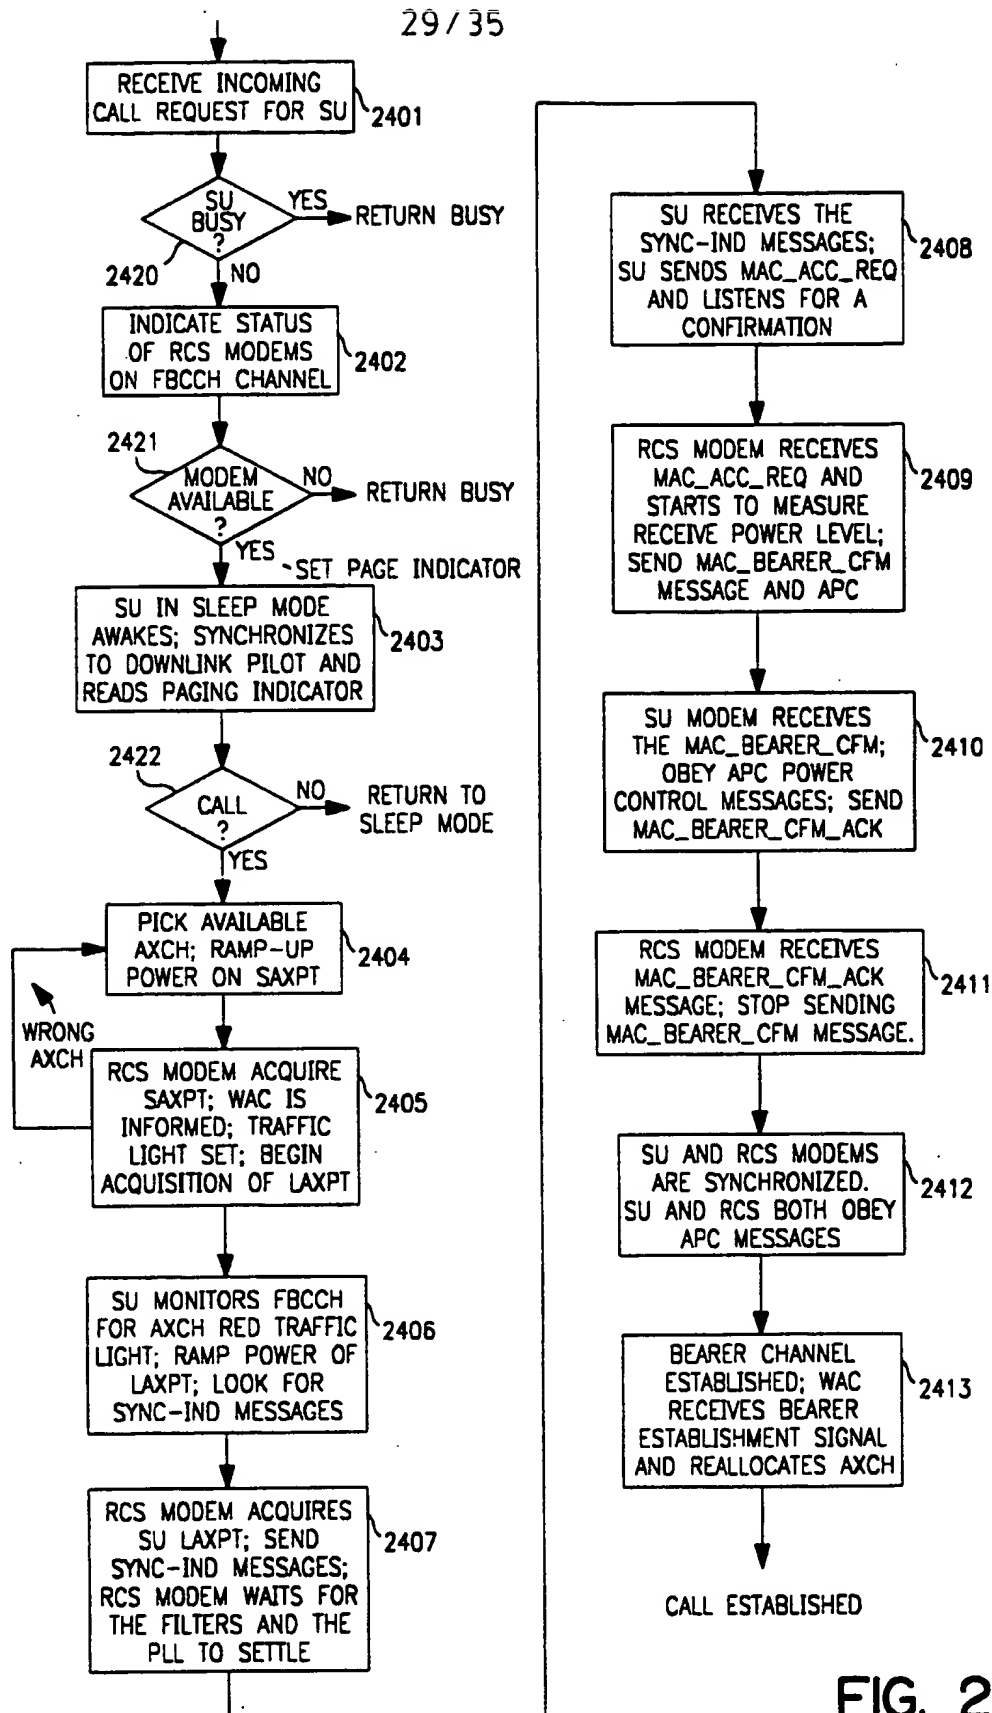 29/35
RECEIVE INCOMING
CALL REQUEST FOR SU
2401
SU
BUSY
?
YES
RETURN BUSY
2420
NO
INDICATE STATUS
OF RCS MODEMS
ON FBCCH CHANNEL
2402
2421
MODEM
AVAILABLE
?
NO
RETURN BUSY
YES
SET PAGE INDICATOR
SU IN SLEEP MODE
AWAKES; SYNCHRONIZES
TO DOWNLINK PILOT AND
READS PAGING INDICATOR
2403
2422
CALL
?
NO
RETURN TO
SLEEP MODE
YES
PICK AVAILABLE
AXCH; RAMP-UP
POWER ON SAXPT
2404
WRONG
AXCH
RCS MODEM ACQUIRE
SAXPT; WAC IS
INFORMED; TRAFFIC
LIGHT SET; BEGIN
ACQUISITION OF LAXPT
2405
SU MONITORS FBCCH
FOR AXCH RED TRAFFIC
LIGHT; RAMP POWER OF
LAXPT; LOOK FOR
SYNC-IND MESSAGES
2406
RCS MODEM ACQUIRES
SU LAXPT; SEND
SYNC-IND MESSAGES;
RCS MODEM WAITS FOR
THE FILTERS AND THE
PLL TO SETTLE
2407
SU RECEIVES THE
SYNC-IND MESSAGES;
SU SENDS MAC_ACC_REQ
AND LISTENS FOR A
CONFIRMATION
2408
RCS MODEM RECEIVES
MAC_ACC_REQ AND
STARTS TO MEASURE
RECEIVE POWER LEVEL;
SEND MAC_BEARER_CFM
MESSAGE AND APC
2409
SU MODEM RECEIVES
THE MAC_BEARER_CFM;
OBEY APC POWER
CONTROL MESSAGES; SEND
MAC_BEARER_CFM_ACK
2410
RCS MODEM RECEIVES
MAC_BEARER_CFM_ACK
MESSAGE; STOP SENDING
MAC_BEARER_CFM MESSAGE.
2411
SU AND RCS MODEMS
ARE SYNCHRONIZED.
SU AND RCS BOTH OBEY
APC MESSAGES
2412
BEARER CHANNEL
ESTABLISHED; WAC
RECEIVES BEARER
ESTABLISHMENT SIGNAL
AND REALLOCATES AXCH
2413
CALL ESTABLISHED
FIG. 2